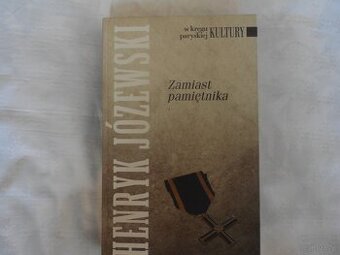 w kręgu
paryskiej KULTURY
HENRYK JÓZEWSKI
Zamiast
pamiętnika